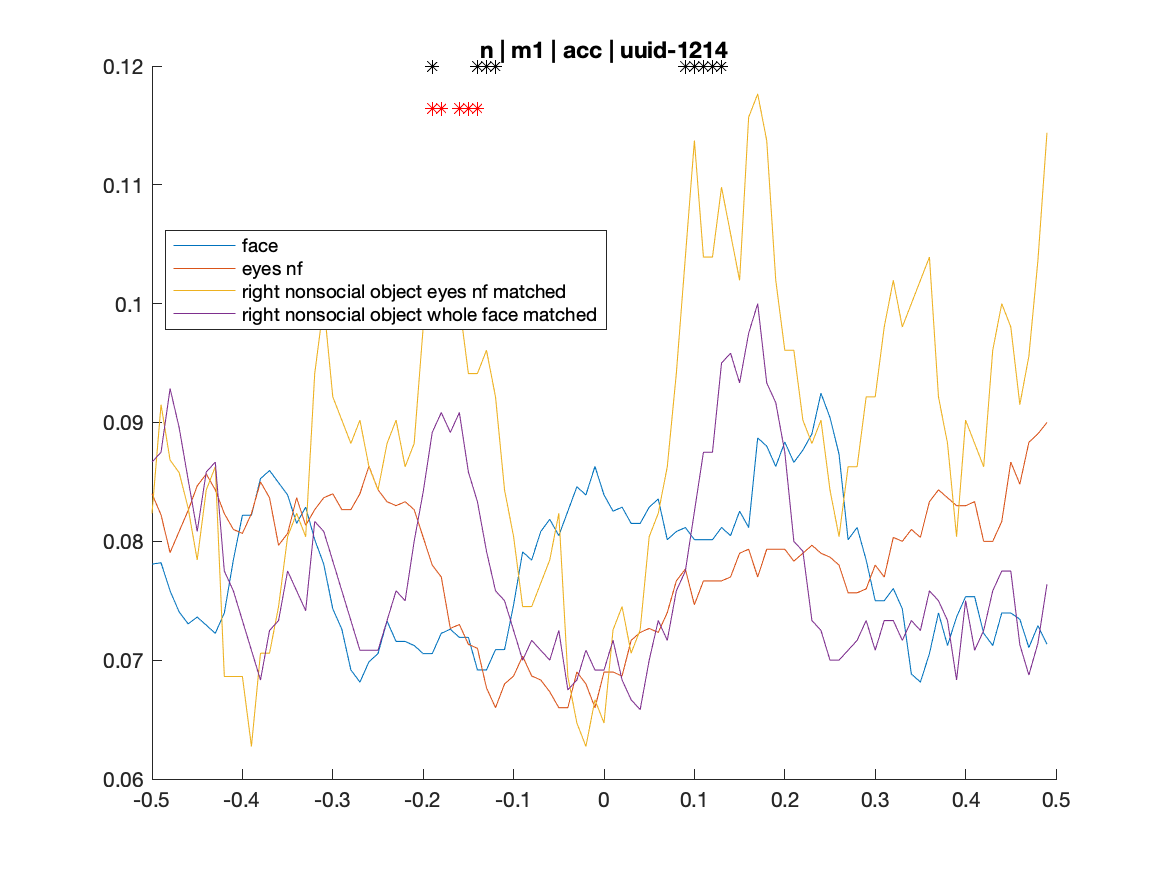 n | m1 | acc | uuid-1214
0.12
0.11
0.1
0.09
0.08
0.07
0.06
face
eyes nf
right nonsocial object eyes nf matched
right nonsocial object whole face matched
-0.5 -0.4 -0.3 -0.2 -0.1 0 0.1 0.2 0.3 0.4 0.5